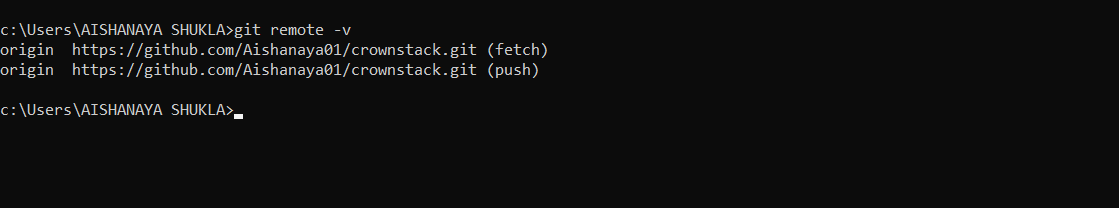 c:\Users\AISHANAYA SHUKLA>git remote -v
origin  https://github.com/Aishanaya01/crownstack.git (fetch)
origin  https://github.com/Aishanaya01/crownstack.git (push)
c:\Users\AISHANAYA SHUKLA>